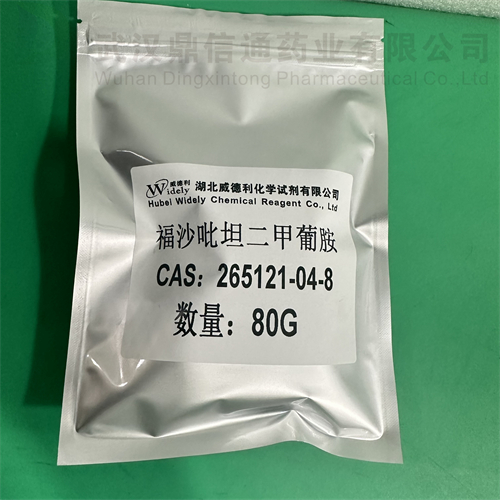 武汉鼎信通药业有限公司
Wuhan Dingxintong Pharmaceutical Co.,Ltd
威德利
Widely
湖北威德利化学试剂有限公司
Hubei Widely Chemical Reagent Co., Ltd
福沙吡坦二甲葡胺
CAS：265121-04-8
数量：80G